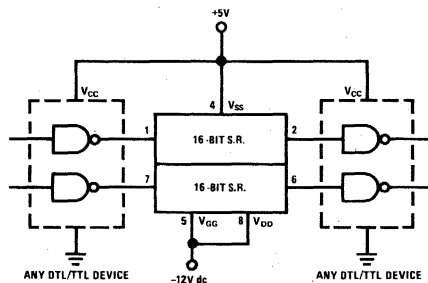 +5V
VCC
VCC
4 VSS
1 16-BIT S.R. 2
7 16-BIT S.R. 6
5 VGG 8 VDD
ANY DTL/TTL DEVICE
-12V dc
ANY DTL/TTL DEVICE